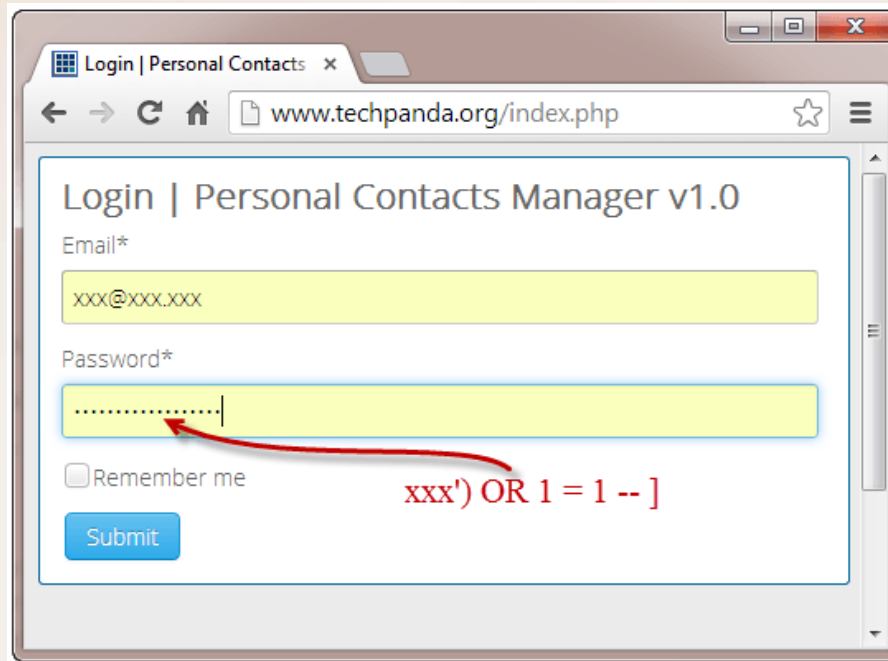 Login | Personal Contacts
www.techpanda.org/index.php
Login | Personal Contacts Manager v1.0
Email*
xxx@xxx.xxx
Password*
..................
Remember me
xxx') OR 1 = 1 -- ]
Submit